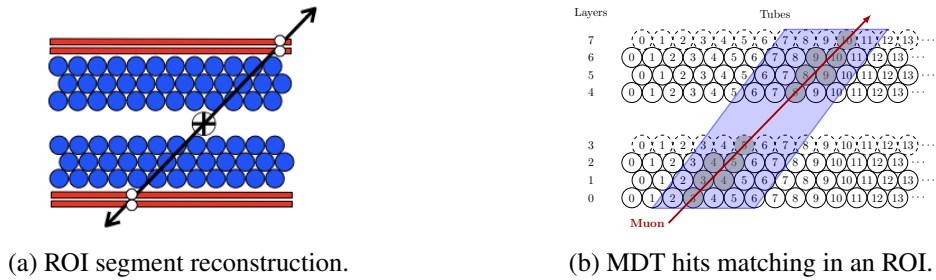 Layers Tubes
7 0 1 2 3 4 5 6 7 8 9 10 11 12 13 ...
6 0 1 2 3 4 5 6 7 8 9 10 11 12 13 ...
5 0 1 2 3 4 5 6 7 8 9 10 11 12 13 ...
4 0 1 2 3 4 5 6 7 8 9 10 11 12 13 ...
3 0 1 2 3 4 5 6 7 8 9 10 11 12 13 ...
2 0 1 2 3 4 5 6 7 8 9 10 11 12 13 ...
1 0 1 2 3 4 5 6 7 8 9 10 11 12 13 ...
0 0 1 2 3 4 5 6 7 8 9 10 11 12 13 ...
Muon
(a) ROI segment reconstruction.
(b) MDT hits matching in an ROI.